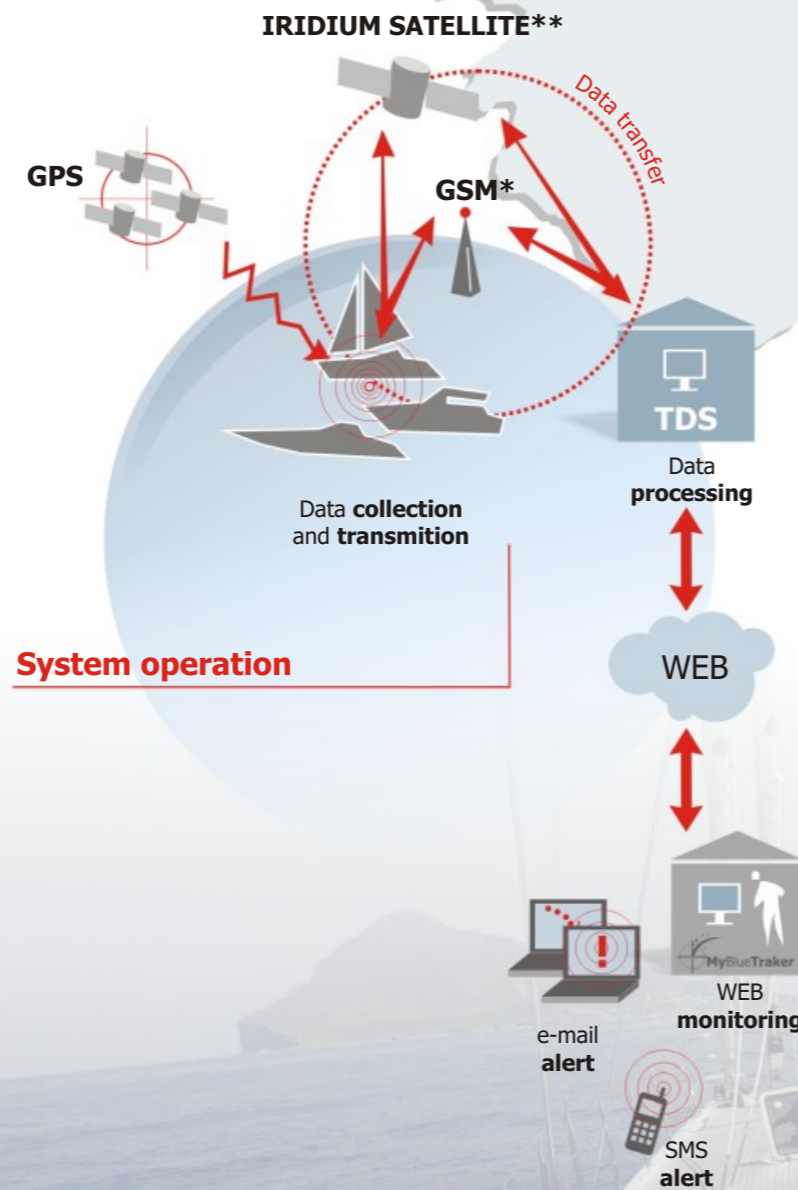 IRIDIUM SATELLITE**
Data transfer
GPS
GSM*
TDS
Data
processing
Data collection
and transmition
System operation
WEB
MyBlueTraker
WEB
monitoring
e-mail
alert
SMS
alert